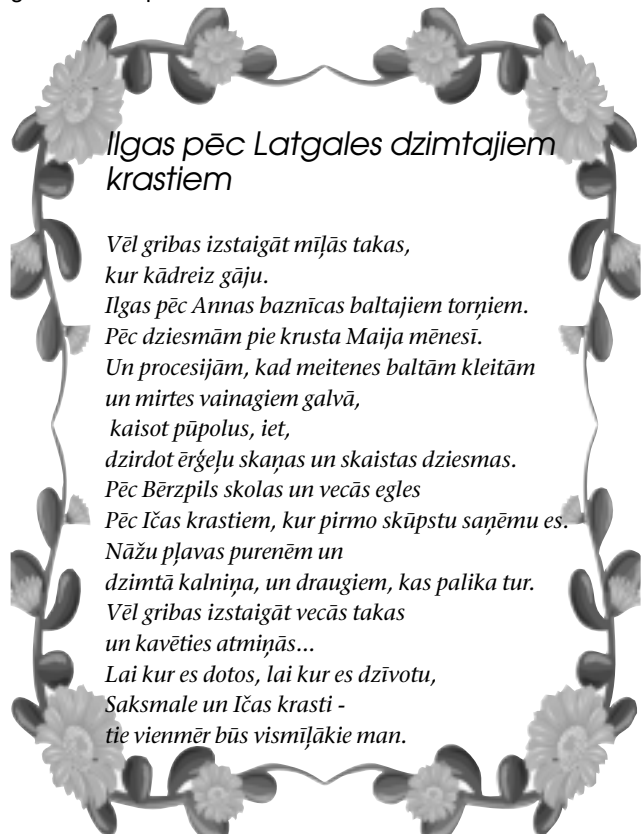 Ilgas pēc Latgales dzimtajiem
krastiem
Vēl gribas izstaigāt mīļās takas,
kur kādreiz gāju.
Ilgas pēc Annas baznīcas baltajiem torņiem.
Pēc dziesmām pie krusta Maija mēnesī.
Un procesijām, kad meitenes baltām kleitām
un mirtes vainagiem galvā,
kaisot pūpolus, iet,
dzirdot ērģeļu skaņas un skaistas dziesmas.
Pēc Bērzpils skolas un vecās egles
Pēc Ičas krastiem, kur pirmo skūpstu saņēmu es.
Nāžu pļavas purenēm un
dzimtā kalniņa, un draugiem, kas palika tur.
Vēl gribas izstaigāt vecās takas
un kavēties atmiņās...
Lai kur es dotos, lai kur es dzīvotu,
Saksmale un Ičas krasti -
tie vienmēr būs vismīļākie man.